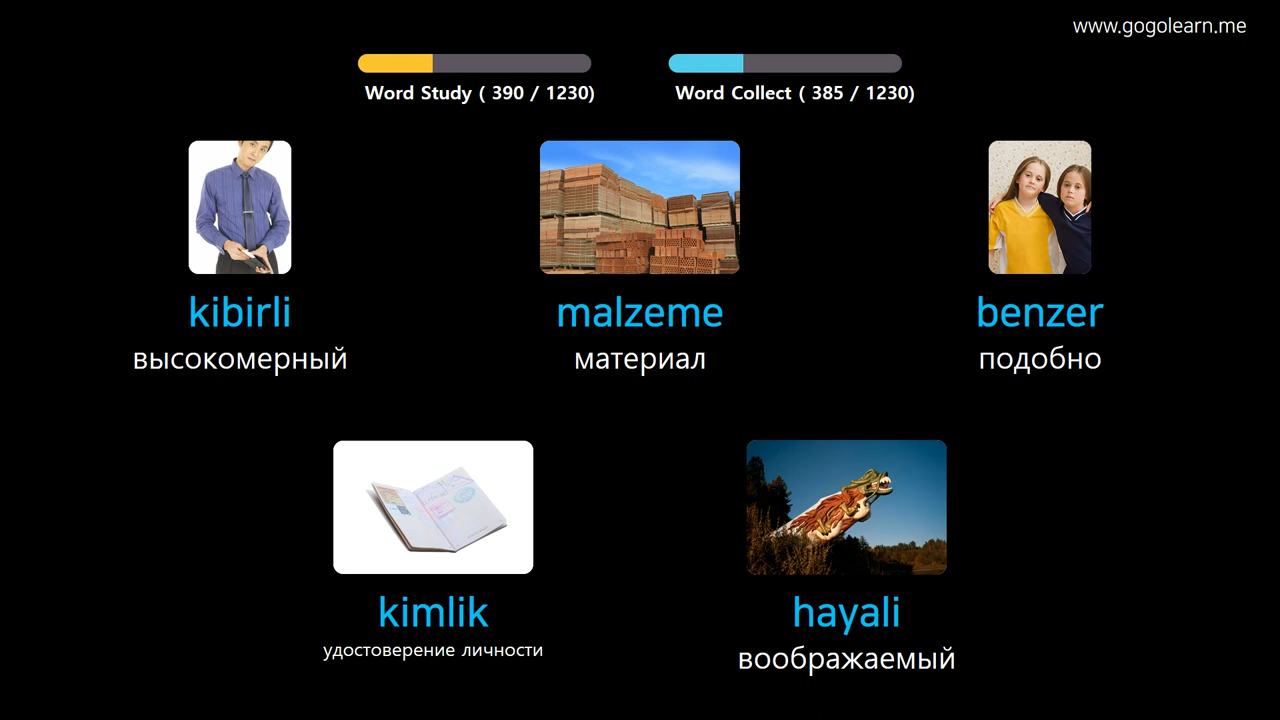 www.gogolearn.me
Word Study ( 390 / 1230)
Word Collect ( 385 / 1230)
kibirli
высокомерный
malzeme
материал
benzer
подобно
kimlik
удостоверение личности
hayali
воображаемый